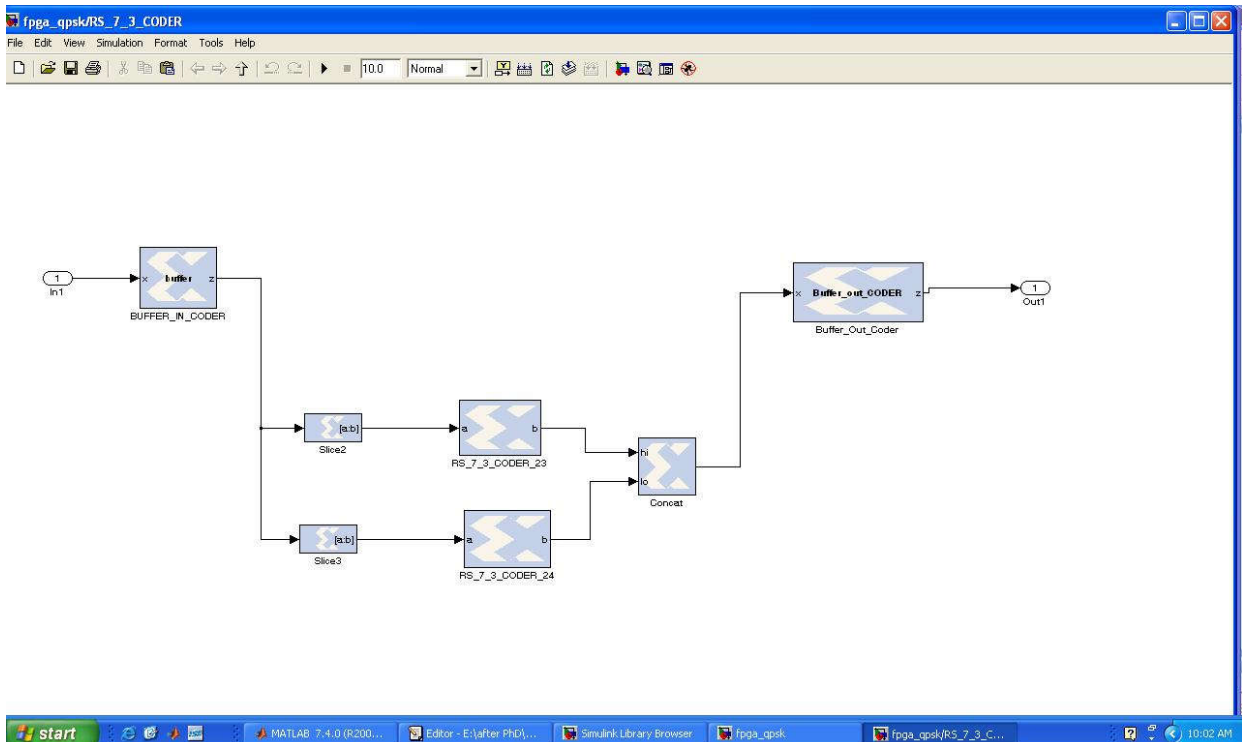 fpga_qpsk/RS_7_3_CODER
File Edit View Simulation Format Tools Help
10.0 Normal
1
In1
x buffer z
BUFFER_IN_CODER
x Buffer_out_CODER z
Buffer_Out_Coder
1
Out1
[a:b]
Slice2
a b
RS_7_3_CODER_23
hi
lo
Concat
[a:b]
Slice3
a b
RS_7_3_CODER_24
start
MATLAB 7.4.0 (R200...
Editor - E:\after PhD\...
Simulink Library Browser
fpga_qpsk
fpga_qpsk/RS_7_3_C...
10:02 AM